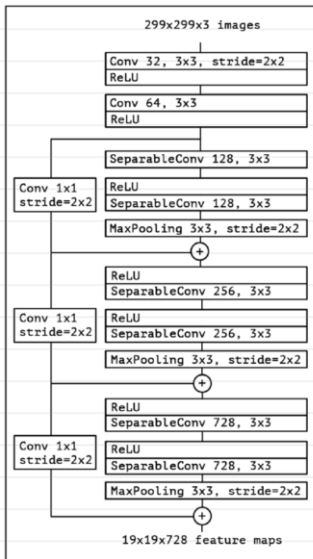 299x299x3 images
Conv 32, 3x3, stride=2x2
ReLU
Conv 64, 3x3
ReLU
SeparableConv 128, 3x3
Conv 1x1
stride=2x2
ReLU
SeparableConv 128, 3x3
MaxPooling 3x3, stride=2x2
+
ReLU
SeparableConv 256, 3x3
Conv 1x1
stride=2x2
ReLU
SeparableConv 256, 3x3
MaxPooling 3x3, stride=2x2
+
ReLU
SeparableConv 728, 3x3
Conv 1x1
stride=2x2
ReLU
SeparableConv 728, 3x3
MaxPooling 3x3, stride=2x2
+
19x19x728 feature maps